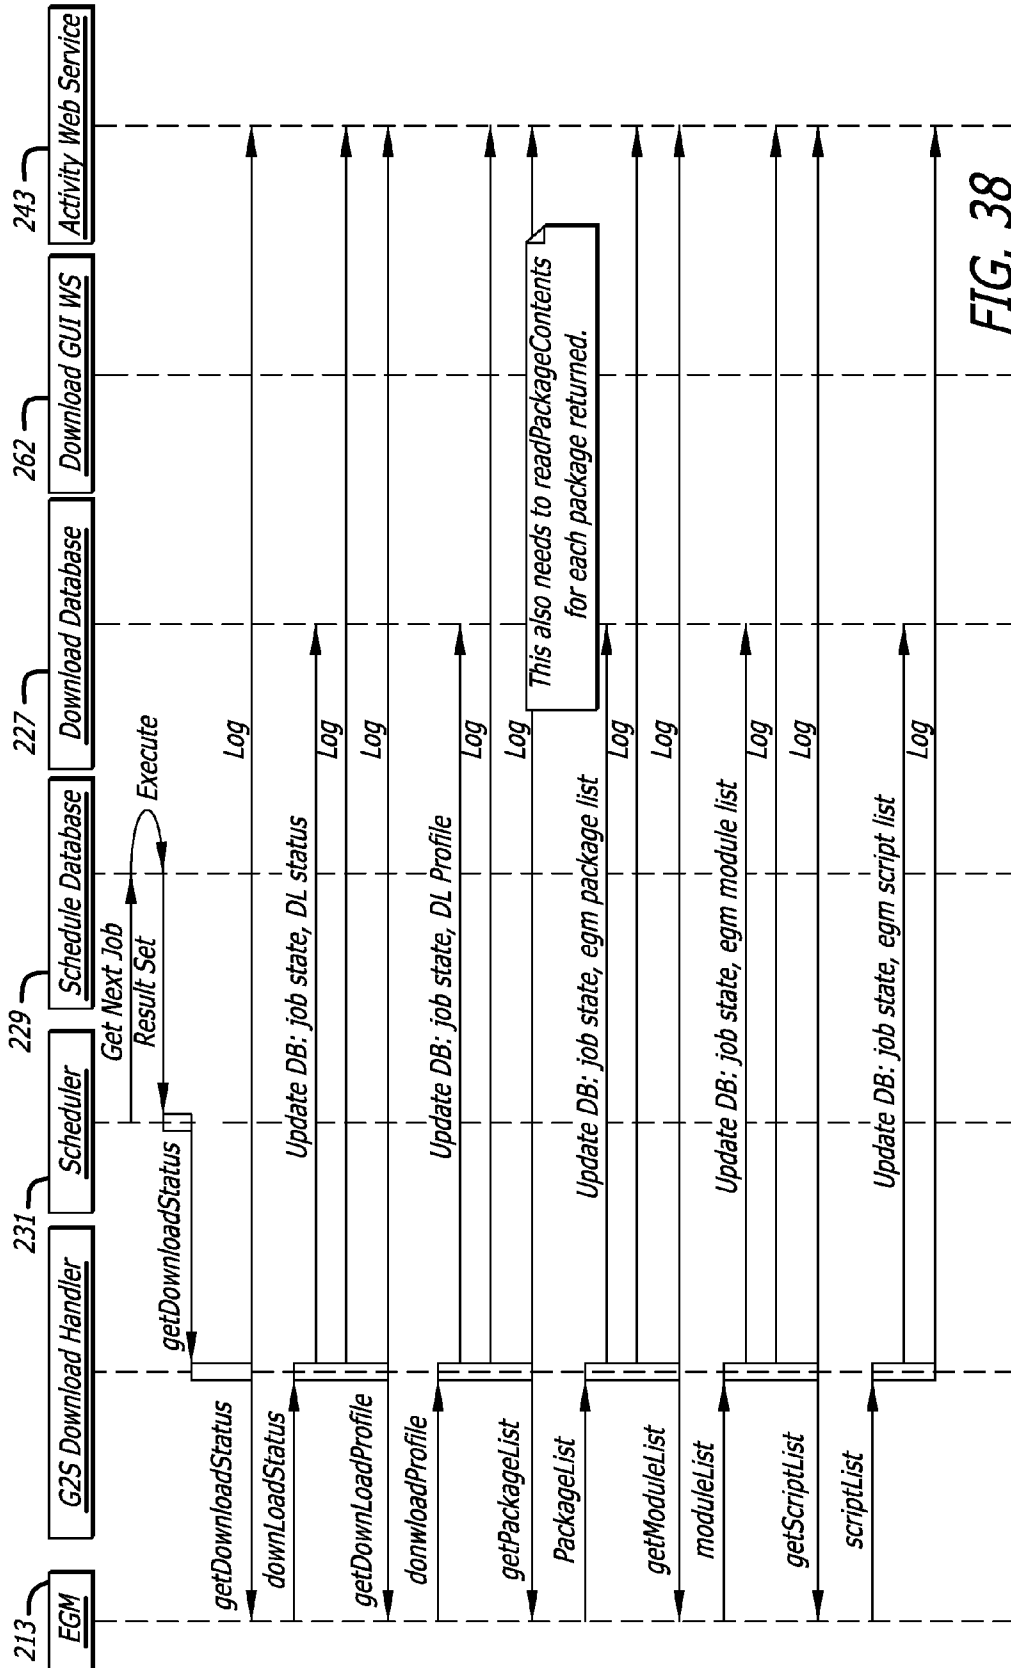 213
EGM
G2S Download Handler
231
Scheduler
229
Schedule Database
227
Download Database
262
Download GUI WS
243
Activity Web Service
Get Next Job
Result Set
Execute
getDownloadStatus
getDownloadStatus
Log
downLoadStatus
Update DB: job state, DL status
Log
getDownLoadProfile
Log
donwloadProfile
Update DB: job state, DL Profile
Log
getPackageList
Log
This also needs to readPackageContents
for each package returned.
PackageList
Update DB: job state, egm package list
Log
getModuleList
Log
moduleList
Update DB: job state, egm module list
Log
getScriptList
Log
scriptList
Update DB: job state, egm script list
Log
FIG. 38